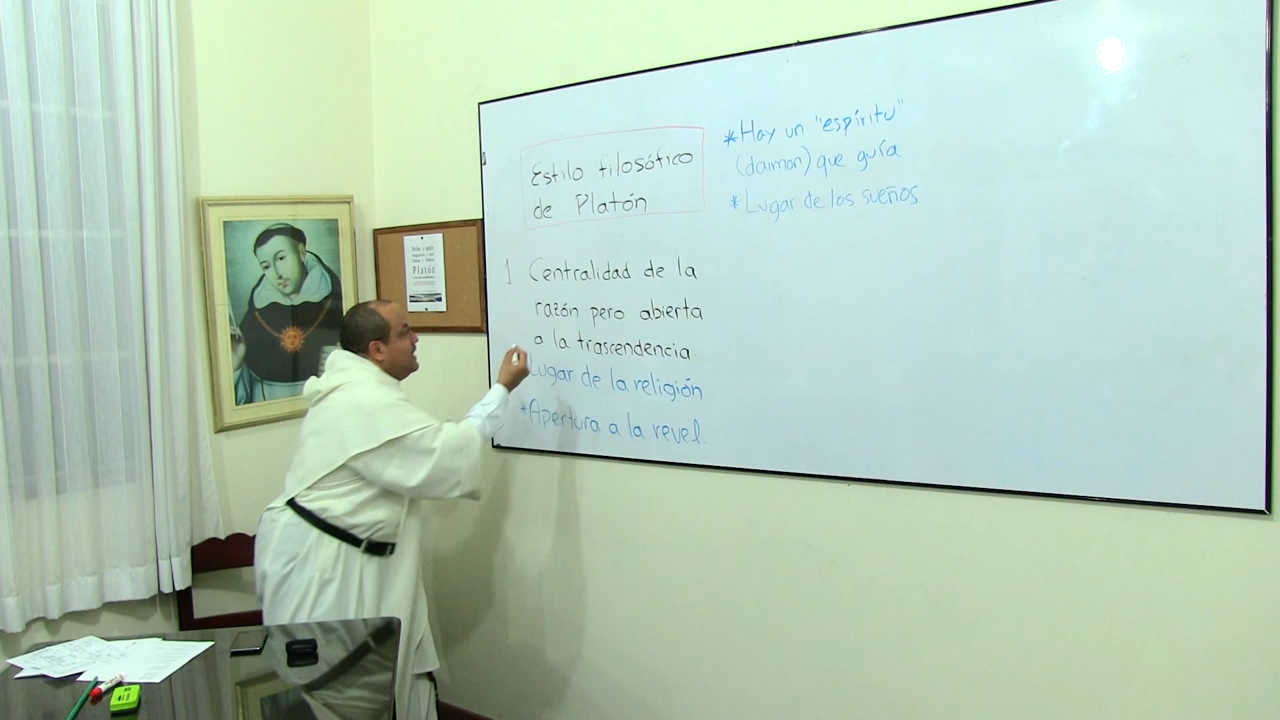 Estilo filosófico
de Platón
1 Centralidad de la
razón pero abierta
a la trascendencia
Lugar de la religión
*Apertura a la revel.
*Hay un "espíritu"
(daimon) que guía
*Lugar de los sueños
Platón